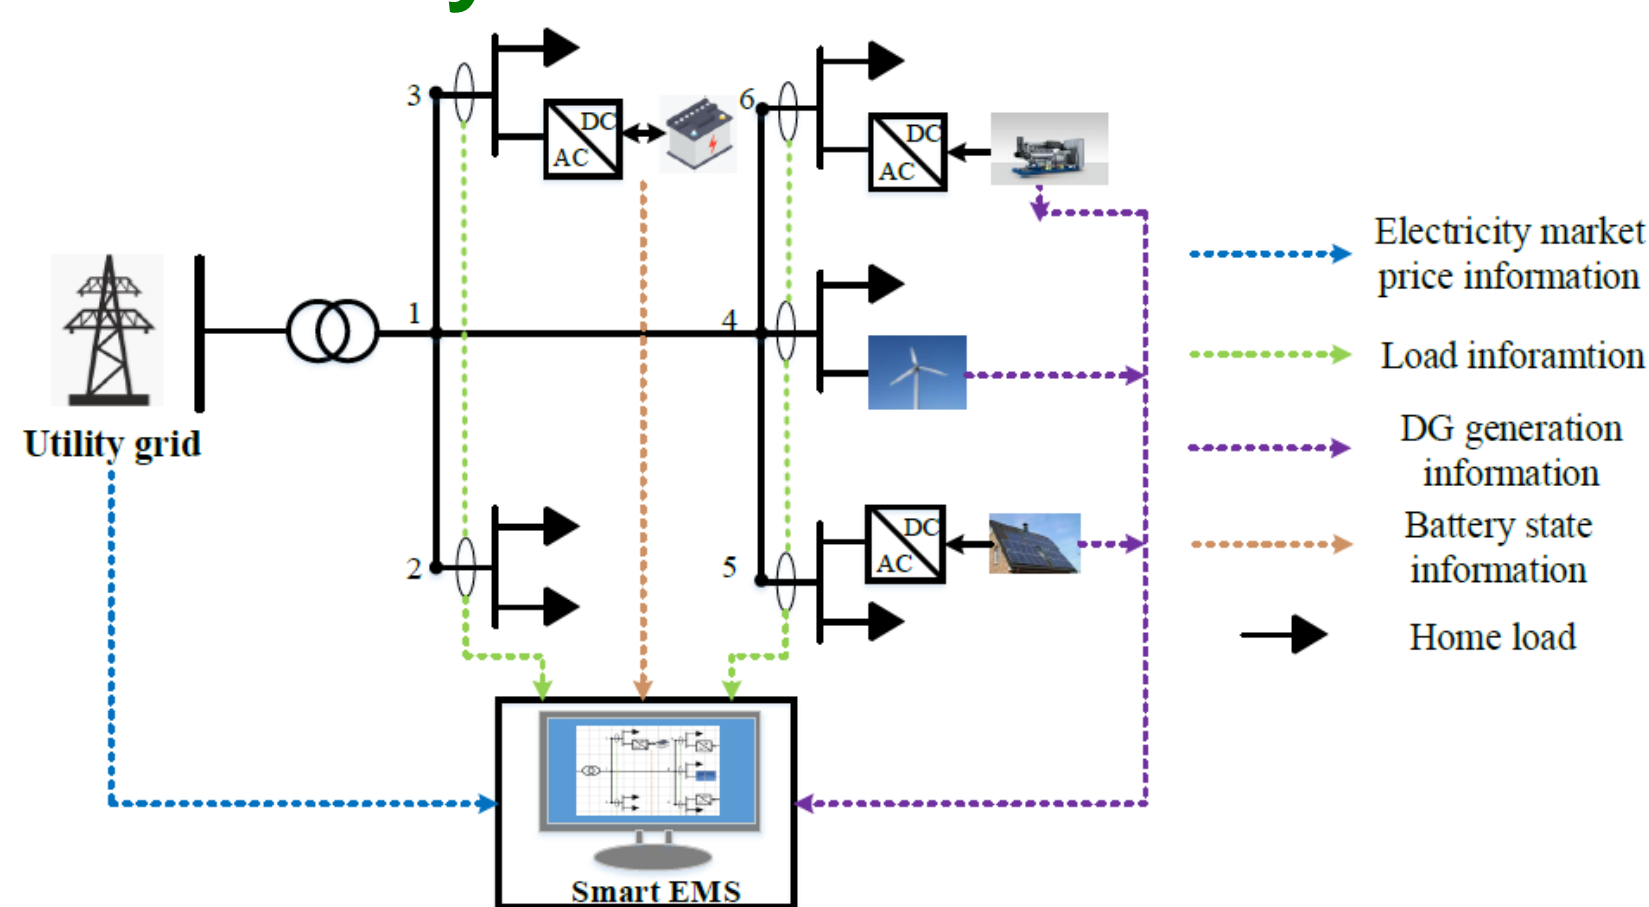 3
DC
AC
6
DC
AC
1
4
Utility grid
2
5
DC
AC
Smart EMS
Electricity market
price information
Load inforamtion
DG generation
information
Battery state
information
Home load